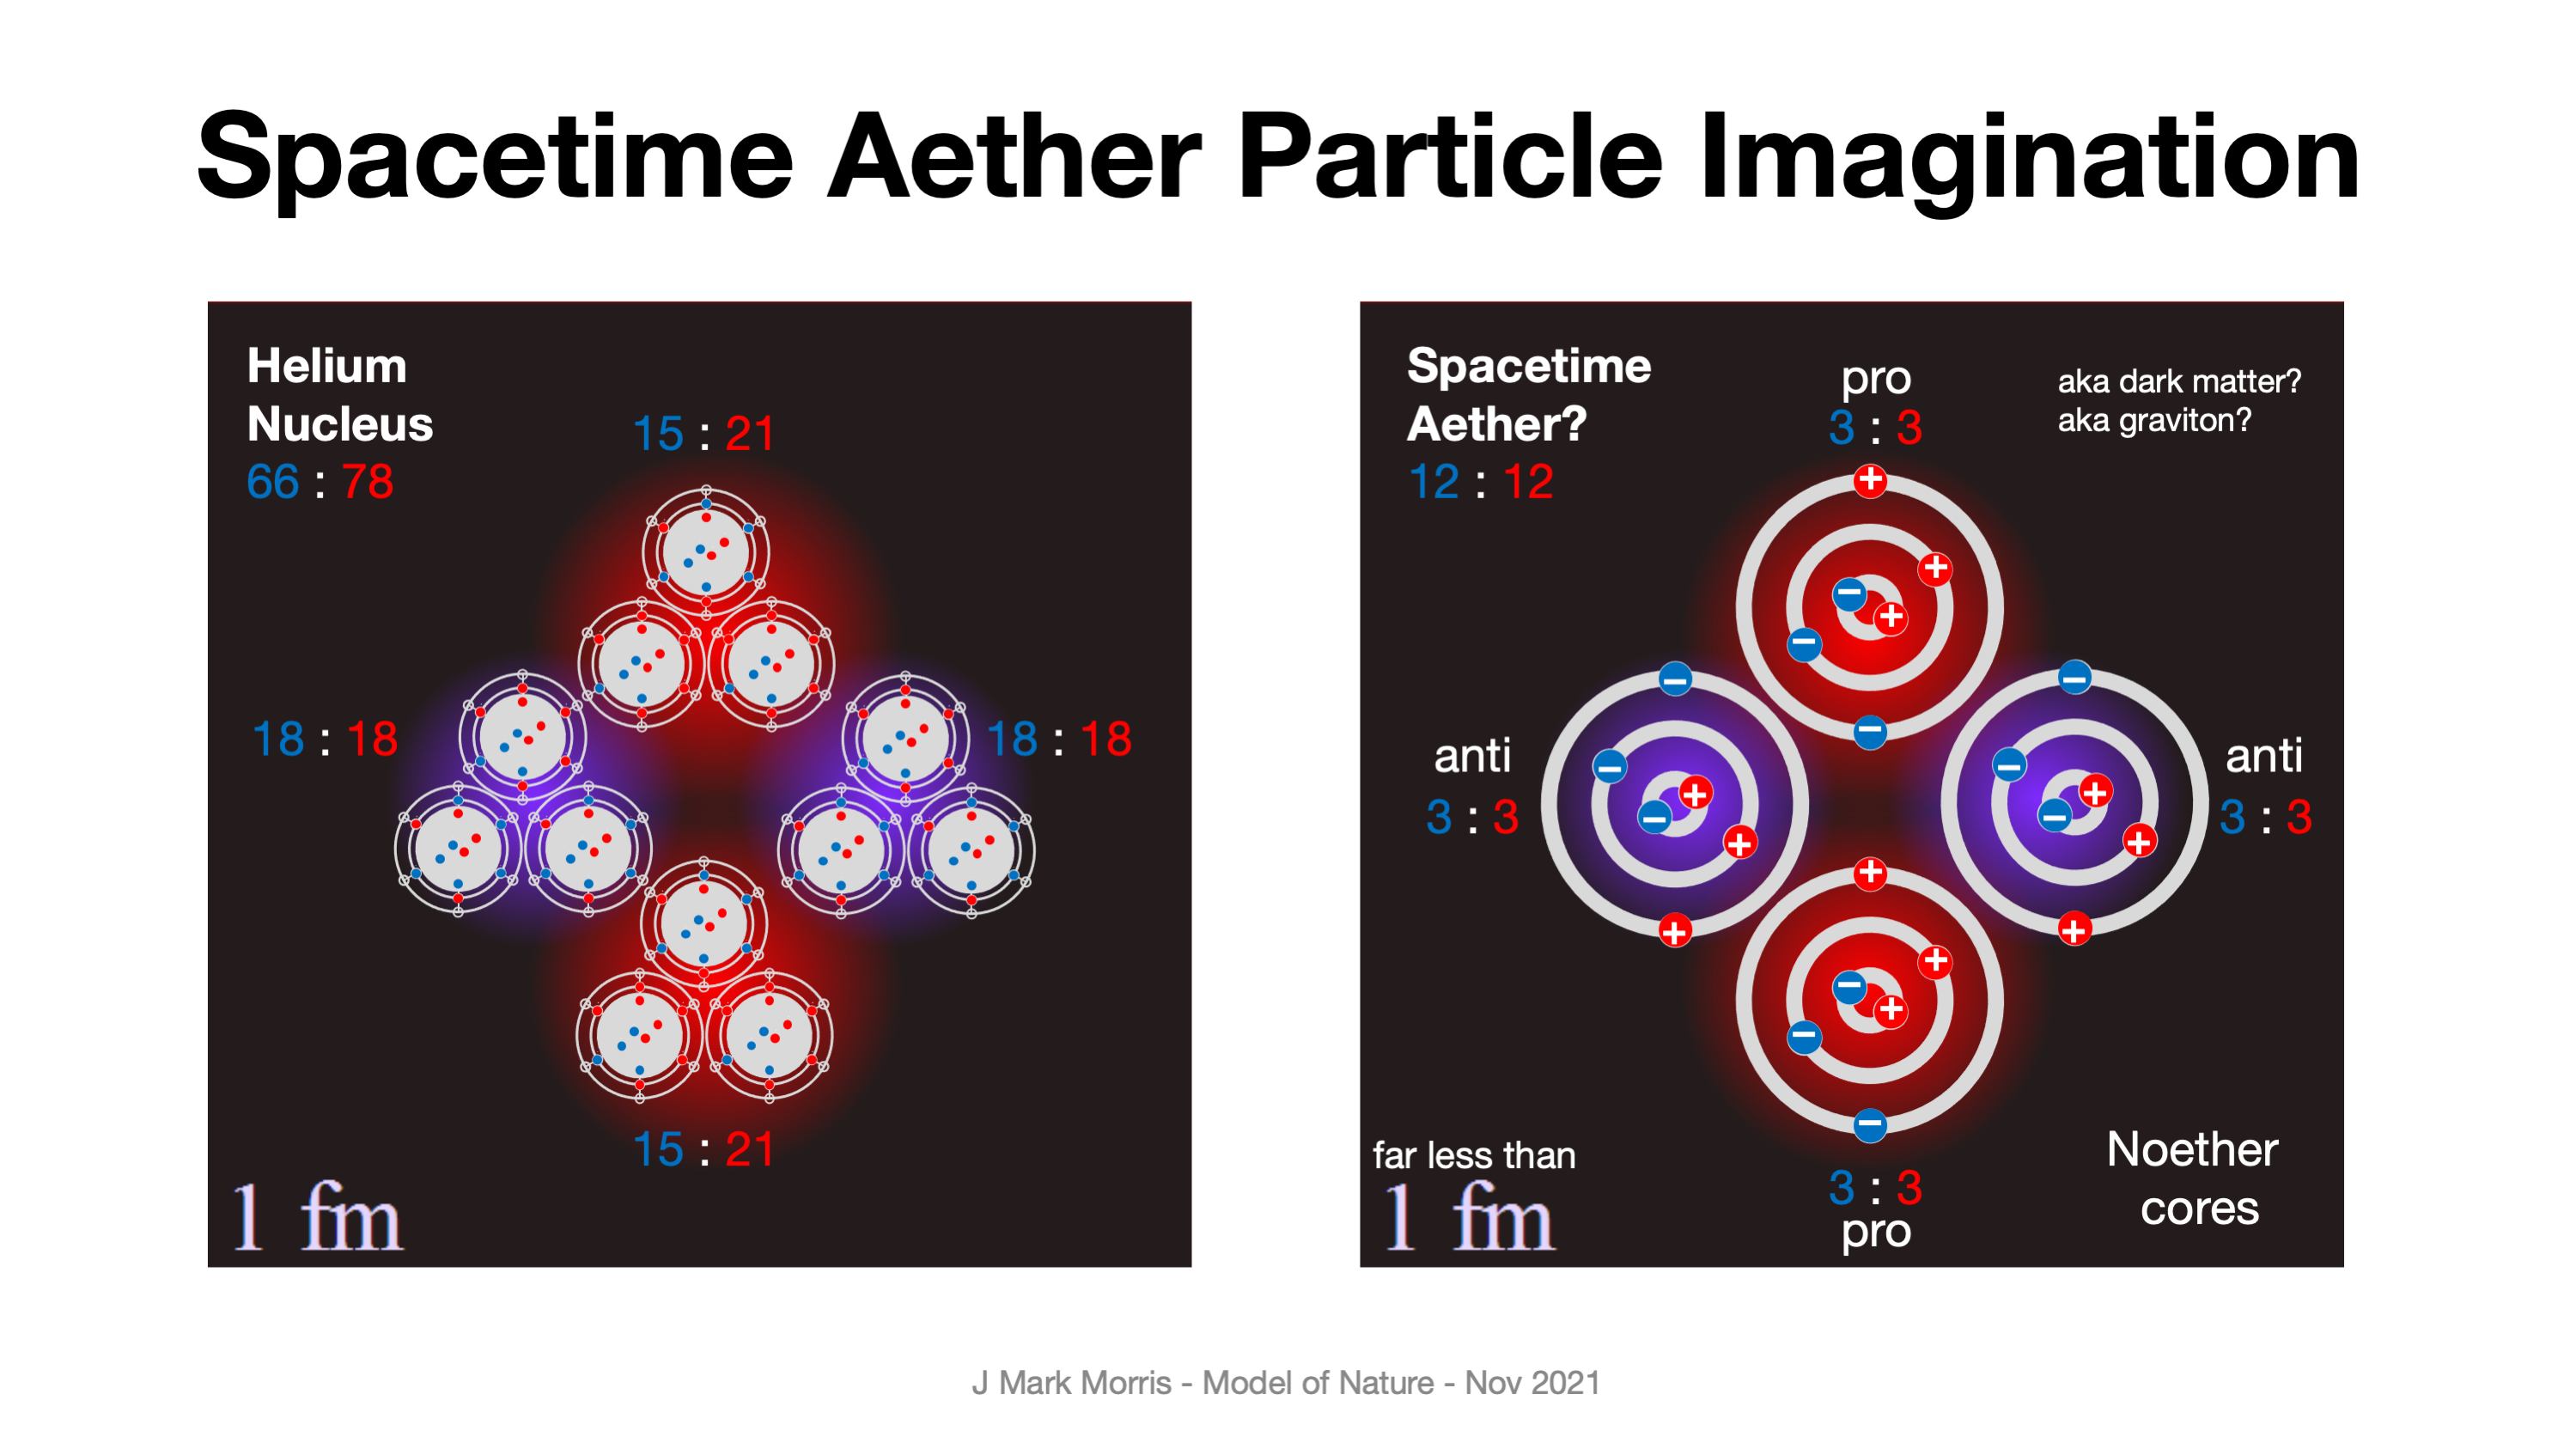 Spacetime Aether Particle Imagination
Helium
Nucleus
66 : 78
15 : 21
18 : 18
18 : 18
15 : 21
1 fm
Spacetime
Aether?
12 : 12
pro
3 : 3
aka dark matter?
aka graviton?
+
+
−
+
−
−
anti
3 : 3
−
−
+
−
+
+
−
−
+
−
+
+
anti
3 : 3
+
+
−
+
−
−
3 : 3
pro
far less than
1 fm
Noether
cores
J Mark Morris - Model of Nature - Nov 2021